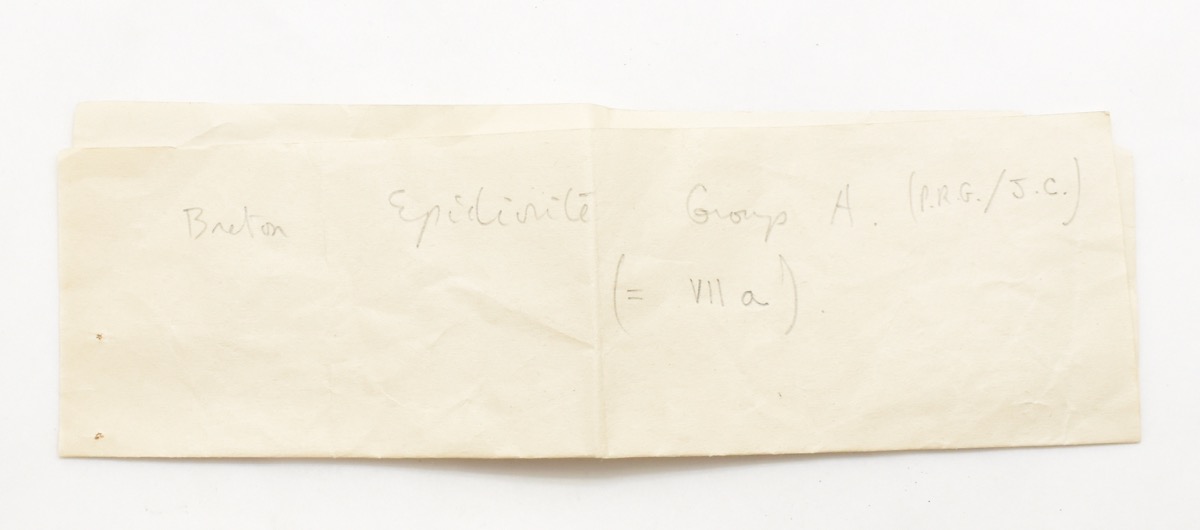 Breton Epidiorite Group A. (P.R.G./J.C.)
(= VII a).